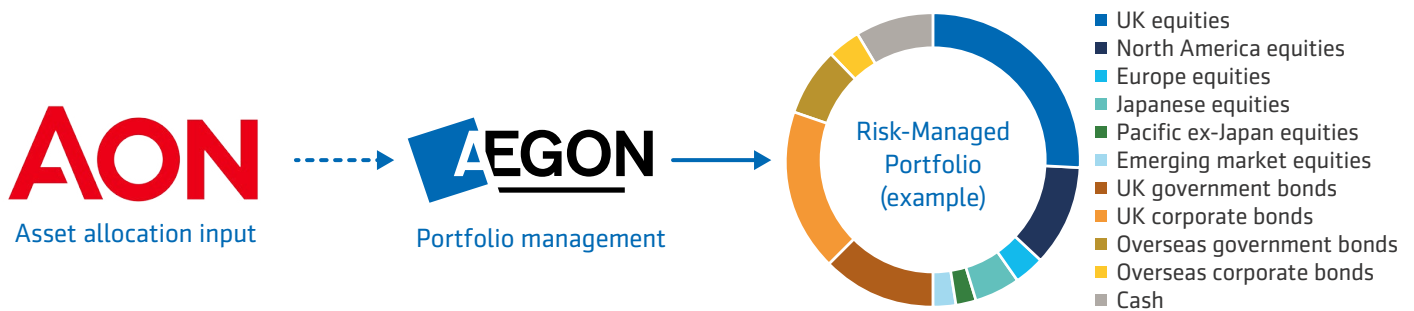 AON
Asset allocation input
AEGON
Portfolio management
Risk-Managed
Portfolio
(example)
UK equities
North America equities
Europe equities
Japanese equities
Pacific ex-Japan equities
Emerging market equities
UK government bonds
UK corporate bonds
Overseas government bonds
Overseas corporate bonds
Cash